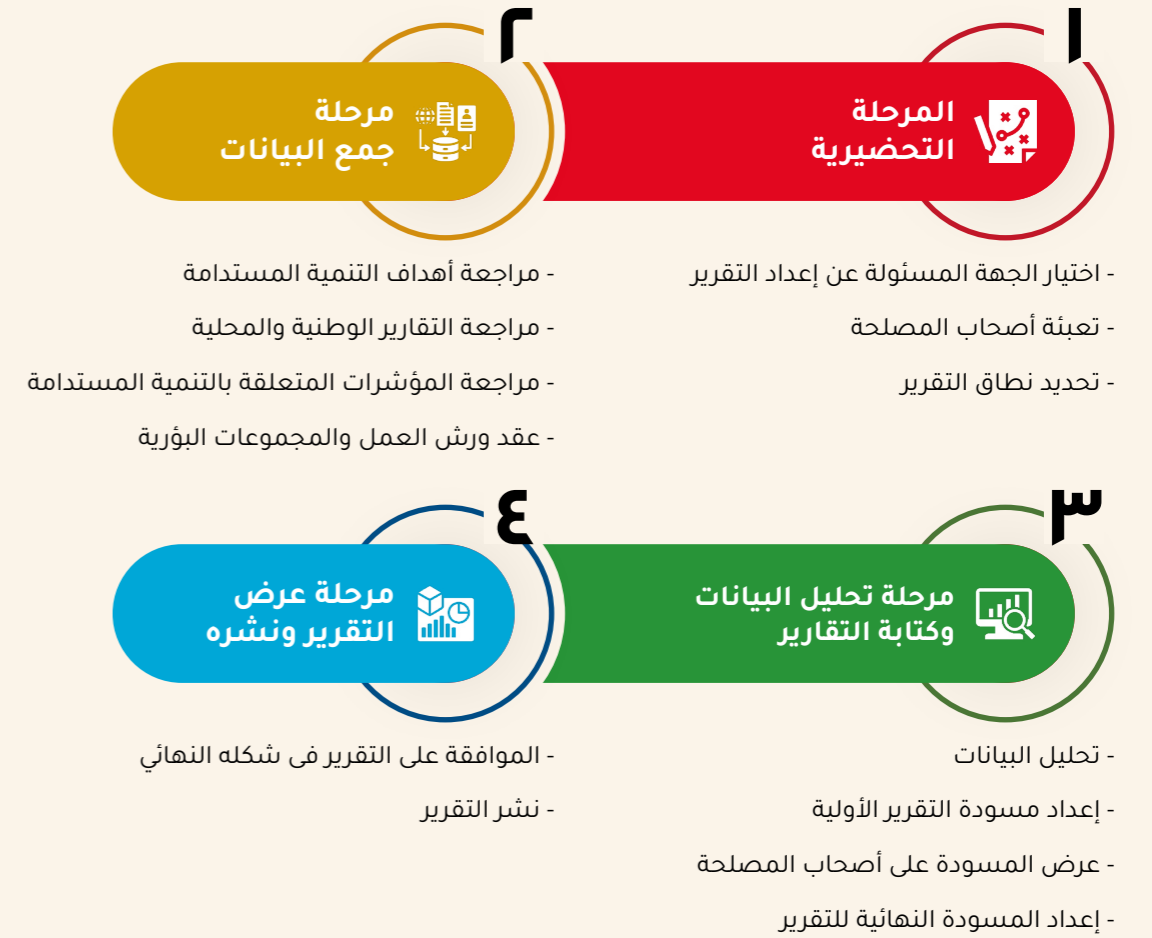 ١
المرحلة
التحضيرية
- اختيار الجهة المسئولة عن إعداد التقرير
- تعبئة أصحاب المصلحة
- تحديد نطاق التقرير
٢
مرحلة
جمع البيانات
- مراجعة أهداف التنمية المستدامة
- مراجعة التقارير الوطنية والمحلية
- مراجعة المؤشرات المتعلقة بالتنمية المستدامة
- عقد ورش العمل والمجموعات البؤرية
٣
مرحلة تحليل البيانات
وكتابة التقارير
- تحليل البيانات
- إعداد مسودة التقرير الأولية
- عرض المسودة على أصحاب المصلحة
- إعداد المسودة النهائية للتقرير
٤
مرحلة عرض
التقرير ونشره
- الموافقة على التقرير فى شكله النهائي
- نشر التقرير